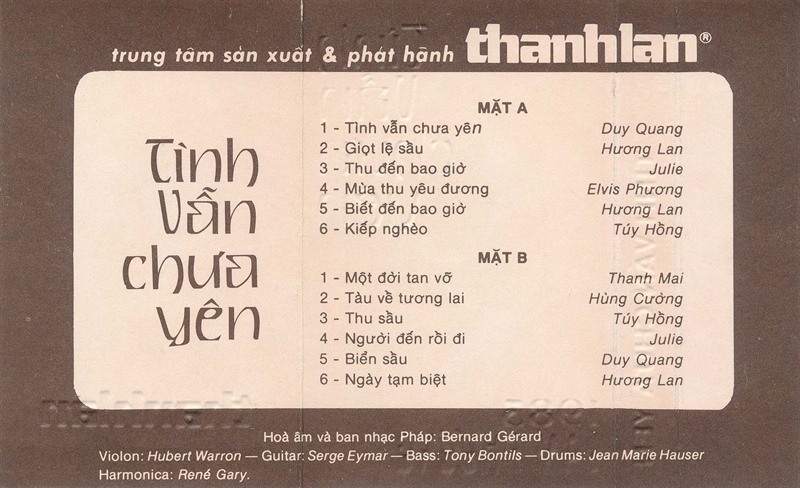 trung tâm sản xuất & phát hành thanhlan®
Tình
Vẫn
chưa
yên
MẶT A
1 - Tình vẫn chưa yên Duy Quang
2 - Giọt lệ sầu Hương Lan
3 - Thu đến bao giờ Julie
4 - Mùa thu yêu đương Elvis Phương
5 - Biết đến bao giờ Hương Lan
6 - Kiếp nghèo Túy Hồng
MẶT B
1 - Một đời tan vỡ Thanh Mai
2 - Tàu về tương lai Hùng Cường
3 - Thu sầu Túy Hồng
4 - Người đến rồi đi Julie
5 - Biển sầu Duy Quang
6 - Ngày tạm biệt Hương Lan
Hoà âm và ban nhạc Pháp: Bernard Gérard
Violon: Hubert Warron — Guitar: Serge Eymar — Bass: Tony Bontils — Drums: Jean Marie Hauser
Harmonica: René Gary.